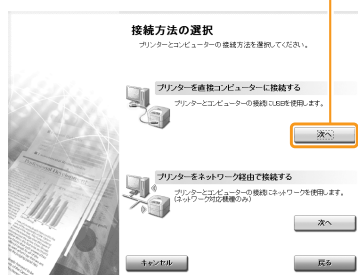 接続方法の選択
プリンターとコンピューターの接続方法を選択してください。
プリンターを直接コンピューターに接続する
プリンターとコンピューターの接続にUSBを使用します。
次へ
プリンターをネットワーク経由で接続する
プリンターとコンピューターの接続にネットワークを使用します。
(ネットワーク対応機種のみ)
次へ
キャンセル
戻る